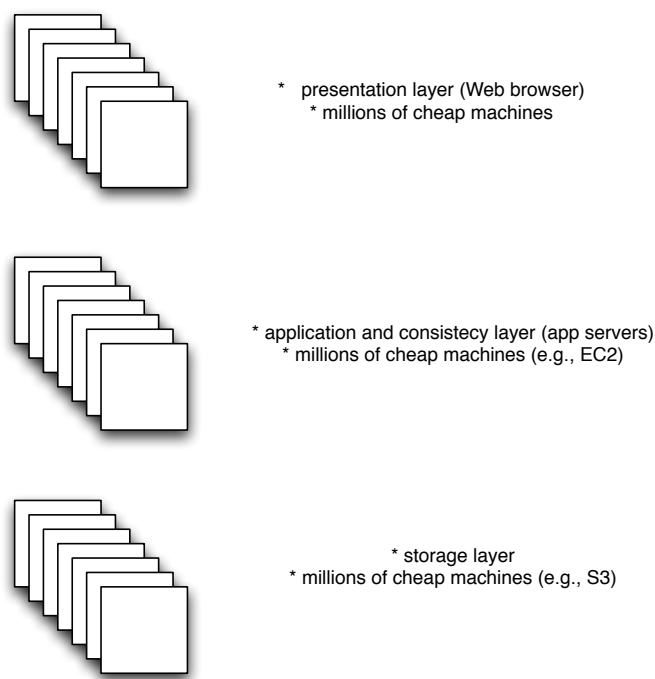 * presentation layer (Web browser)
* millions of cheap machines
* application and consistecy layer (app servers)
* millions of cheap machines (e.g., EC2)
* storage layer
* millions of cheap machines (e.g., S3)